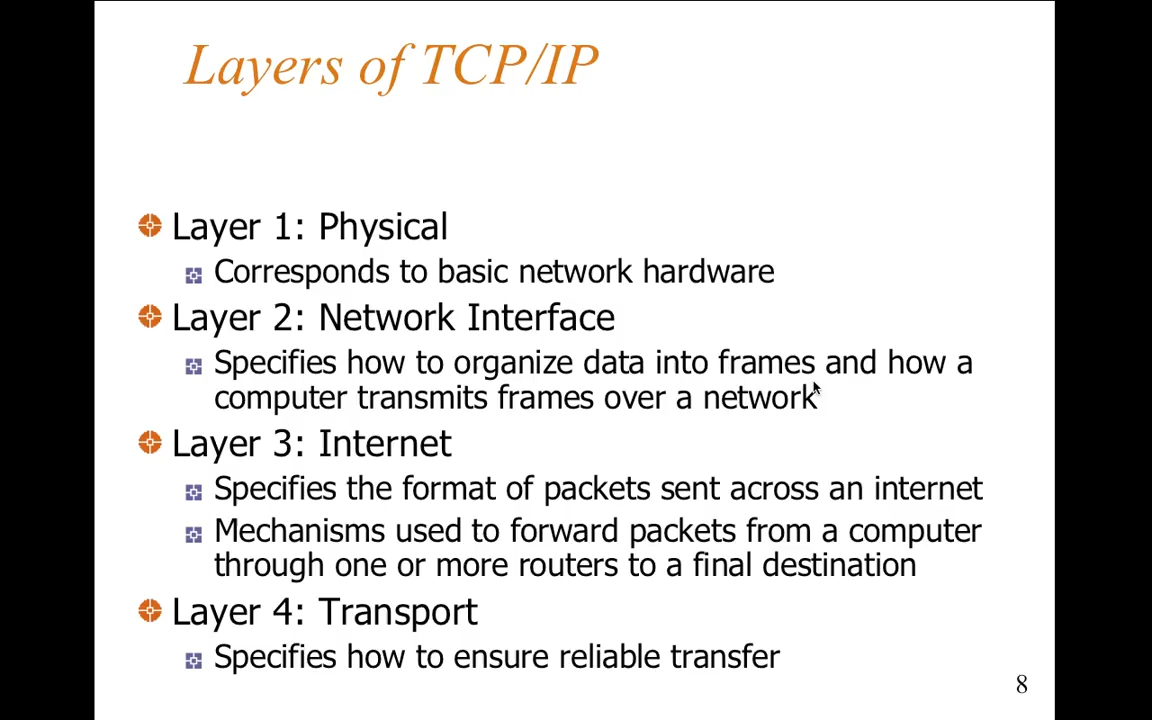 Layers of TCP/IP
Layer 1: Physical
Corresponds to basic network hardware
Layer 2: Network Interface
Specifies how to organize data into frames and how a
computer transmits frames over a network
Layer 3: Internet
Specifies the format of packets sent across an internet
Mechanisms used to forward packets from a computer
through one or more routers to a final destination
Layer 4: Transport
Specifies how to ensure reliable transfer
8